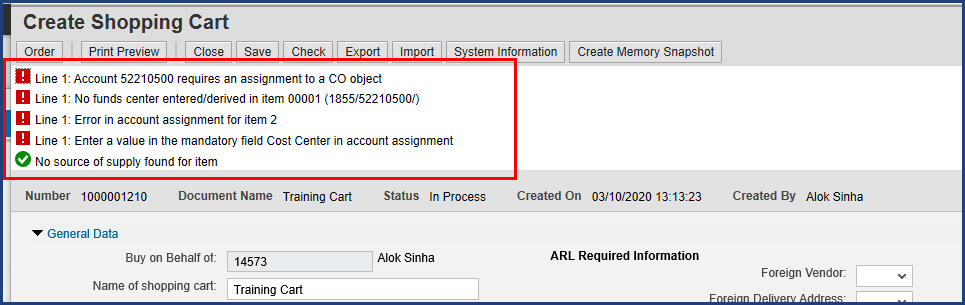 Create Shopping Cart
Order Print Preview Close Save Check Export Import System Information Create Memory Snapshot
Line 1: Account 52210500 requires an assignment to a CO object
Line 1: No funds center entered/derived in item 00001 (1855/52210500/)
Line 1: Error in account assignment for item 2
Line 1: Enter a value in the mandatory field Cost Center in account assignment
No source of supply found for item
Number 1000001210 Document Name Training Cart Status In Process Created On 03/10/2020 13:13:23 Created By Alok Sinha
General Data
Buy on Behalf of: 14573 Alok Sinha ARL Required Information
Foreign Vendor:
Name of shopping cart: Training Cart
Foreign Delivery Address: